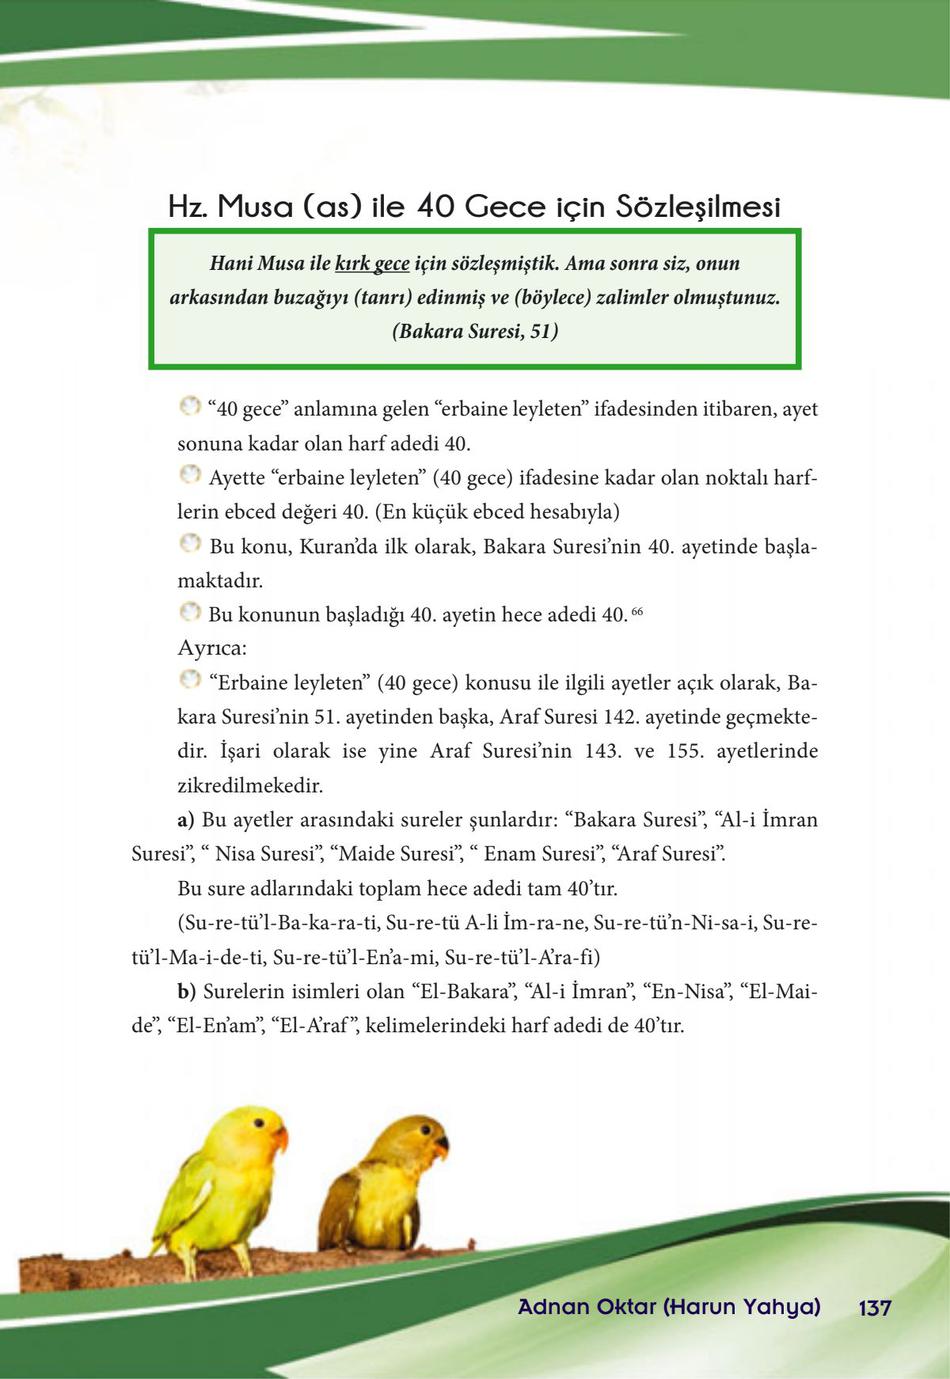 Hz. Musa (as) ile 40 Gece için Sözleşilmesi
Hani Musa ile kırk gece için sözleşmiştik. Ama sonra siz, onun
arkasından buzağıyı (tanrı) edinmiş ve (böylece) zalimler olmuştunuz.
(Bakara Suresi, 51)
“40 gece” anlamına gelen “erbaine leyleten” ifadesinden itibaren, ayet
sonuna kadar olan harf adedi 40.
Ayette “erbaine leyleten” (40 gece) ifadesine kadar olan noktalı harf-
lerin ebced değeri 40. (En küçük ebced hesabıyla)
Bu konu, Kuran’da ilk olarak, Bakara Suresi’nin 40. ayetinde başla-
maktadır.
Bu konunun başladığı 40. ayetin hece adedi 40. 66
Ayrıca:
“Erbaine leyleten” (40 gece) konusu ile ilgili ayetler açık olarak, Ba-
kara Suresi’nin 51. ayetinden başka, Araf Suresi 142. ayetinde geçmekte-
dir. İşari olarak ise yine Araf Suresi’nin 143. ve 155. ayetlerinde
zikredilmekedir.
a) Bu ayetler arasındaki sureler şunlardır: “Bakara Suresi”, “Al-i İmran
Suresi”, “ Nisa Suresi”, “Maide Suresi”, “ Enam Suresi”, “Araf Suresi”.
Bu sure adlarındaki toplam hece adedi tam 40’tır.
(Su-re-tü’l-Ba-ka-ra-ti, Su-re-tü A-li İm-ra-ne, Su-re-tü’n-Ni-sa-i, Su-re-
tü’l-Ma-i-de-ti, Su-re-tü’l-En’a-mi, Su-re-tü’l-A’ra-fi)
b) Surelerin isimleri olan “El-Bakara”, “Al-i İmran”, “En-Nisa”, “El-Mai-
de”, “El-En’am”, “El-A’raf”, kelimelerindeki harf adedi de 40’tır.
Adnan Oktar (Harun Yahya) 137